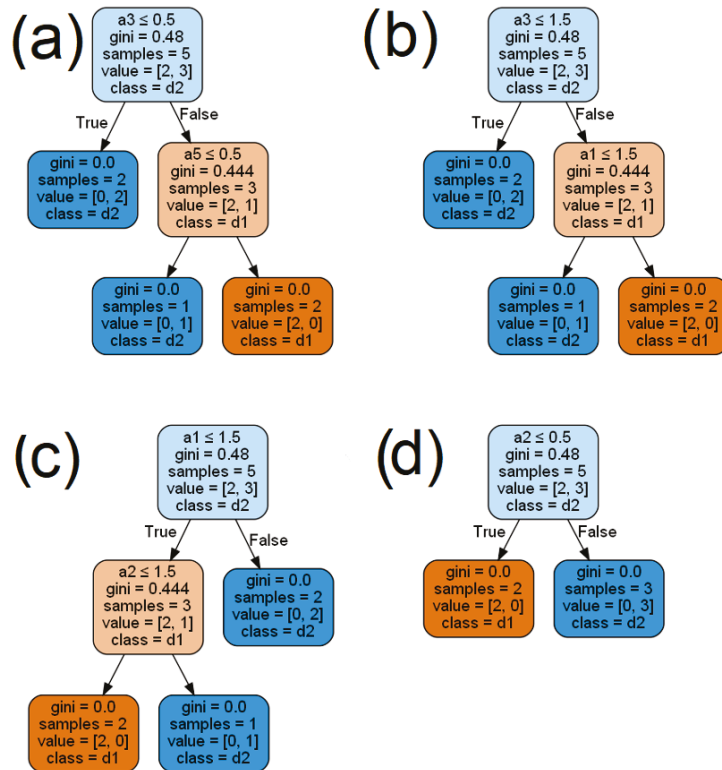 (a)
a3 ≤ 0.5
gini = 0.48
samples = 5
value = [2, 3]
class = d2
True
False
gini = 0.0
samples = 2
value = [0, 2]
class = d2
a5 ≤ 0.5
gini = 0.444
samples = 3
value = [2, 1]
class = d1
gini = 0.0
samples = 1
value = [0, 1]
class = d2
gini = 0.0
samples = 2
value = [2, 0]
class = d1
(b)
a3 ≤ 1.5
gini = 0.48
samples = 5
value = [2, 3]
class = d2
True
False
gini = 0.0
samples = 2
value = [0, 2]
class = d2
a1 ≤ 1.5
gini = 0.444
samples = 3
value = [2, 1]
class = d1
gini = 0.0
samples = 1
value = [0, 1]
class = d2
gini = 0.0
samples = 2
value = [2, 0]
class = d1
(c)
a1 ≤ 1.5
gini = 0.48
samples = 5
value = [2, 3]
class = d2
True
False
a2 ≤ 1.5
gini = 0.444
samples = 3
value = [2, 1]
class = d1
gini = 0.0
samples = 2
value = [0, 2]
class = d2
gini = 0.0
samples = 2
value = [2, 0]
class = d1
gini = 0.0
samples = 1
value = [0, 1]
class = d2
(d)
a2 ≤ 0.5
gini = 0.48
samples = 5
value = [2, 3]
class = d2
True
False
gini = 0.0
samples = 2
value = [2, 0]
class = d1
gini = 0.0
samples = 3
value = [0, 3]
class = d2